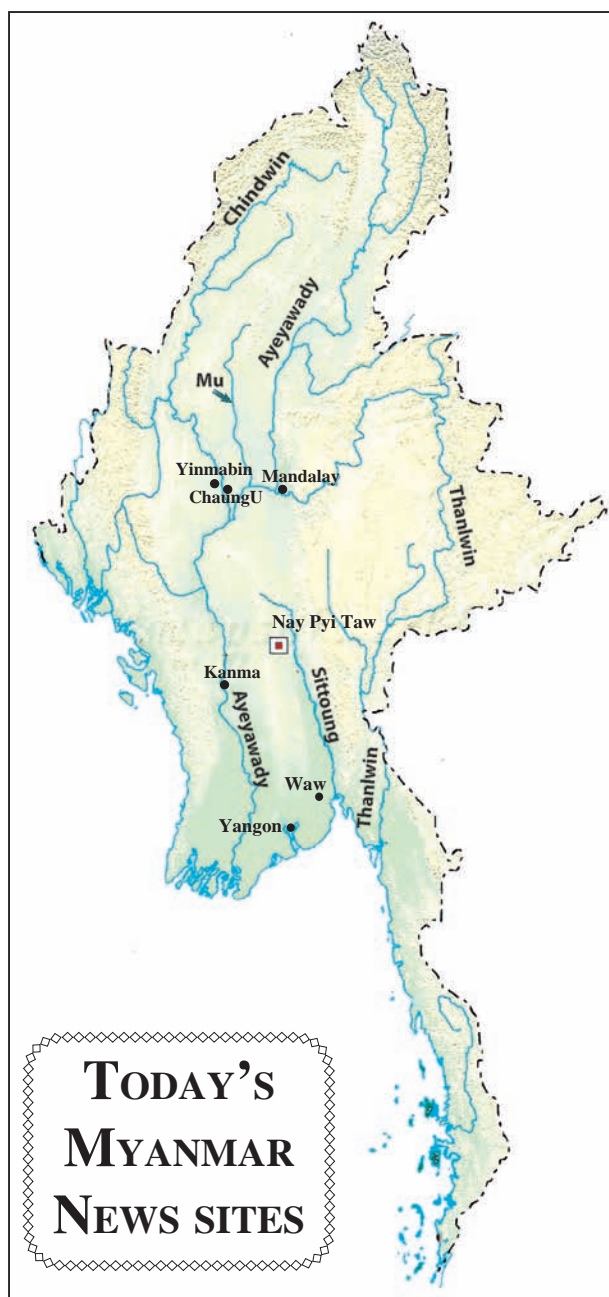 Chindwin
Ayeyawady
Mu
Yinmabin
Mandalay
ChaungU
Thanlwin
Nay Pyi Taw
Kanma
Sittoung
Ayeyawady
Waw
Thanlwin
Yangon
TODAY'S
MYANMAR
NEWS SITES